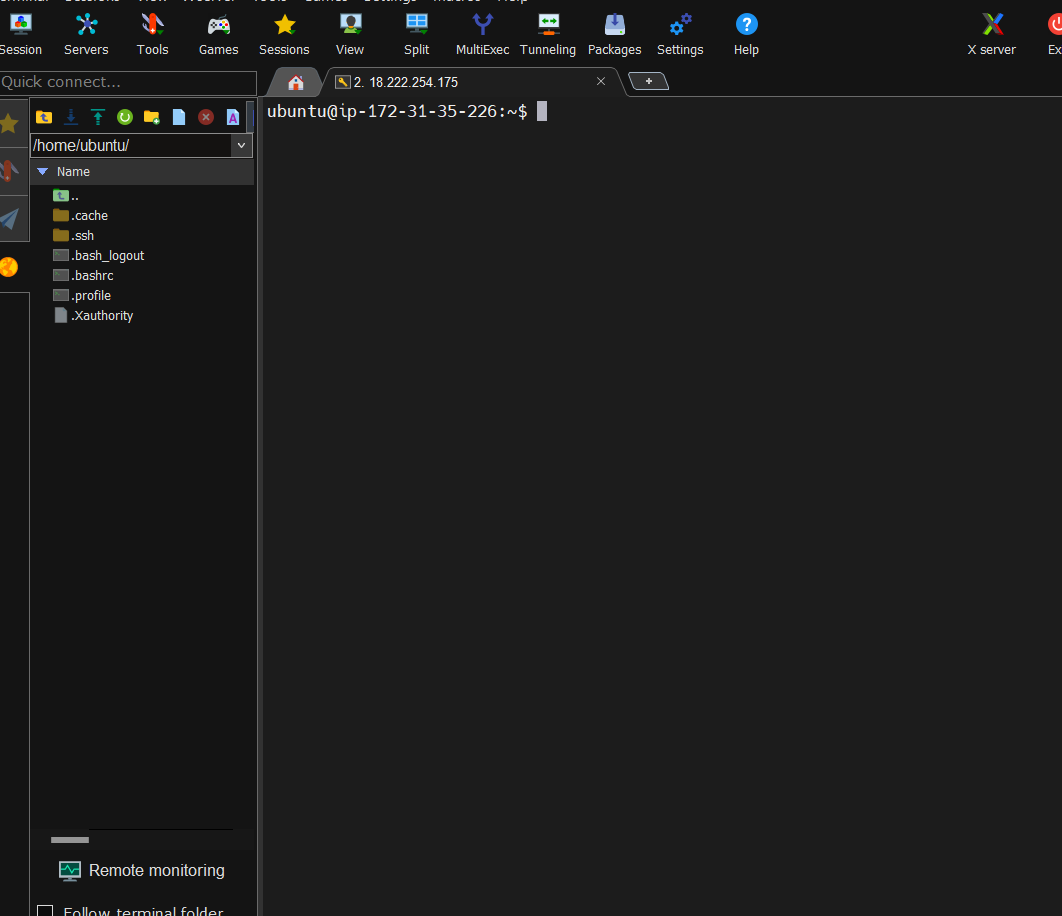 Session Servers Tools Games Sessions View Split MultiExec Tunneling Packages Settings Help X server
Quick connect...
2. 18.222.254.175
ubuntu@ip-172-31-35-226:~$
/home/ubuntu/
Name
..
.cache
.ssh
.bash_logout
.bashrc
.profile
.Xauthority
Remote monitoring
Follow terminal folder